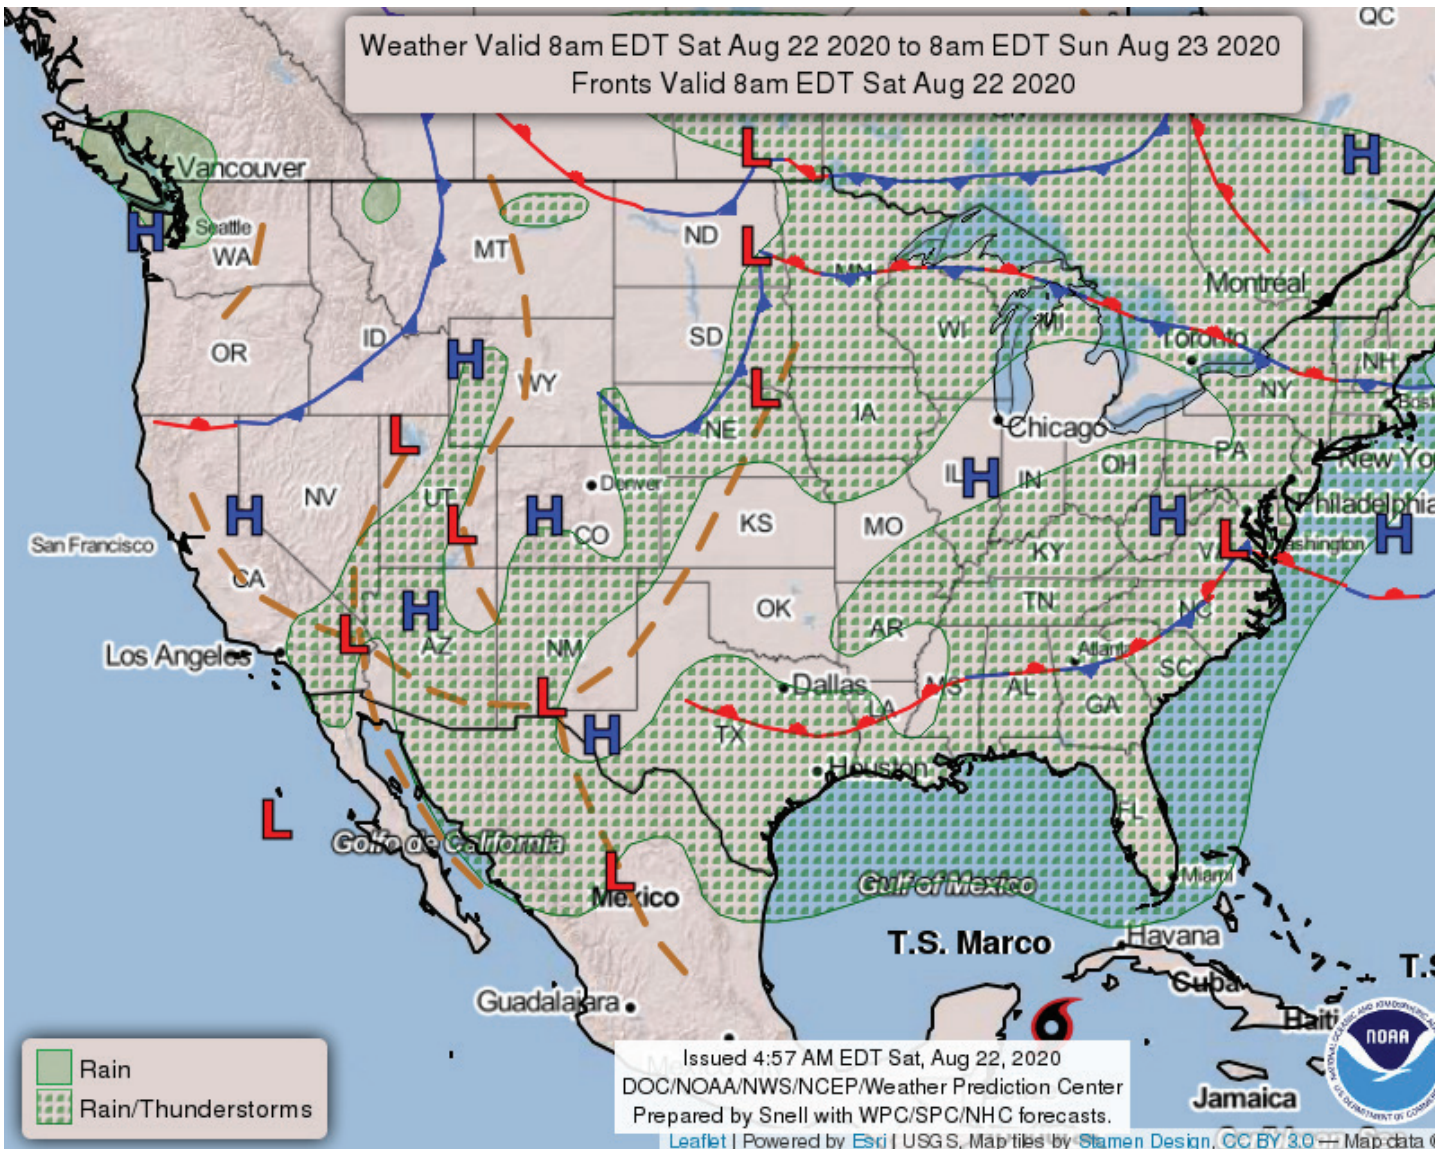 QC
Weather Valid 8am EDT Sat Aug 22 2020 to 8am EDT Sun Aug 23 2020
Fronts Valid 8am EDT Sat Aug 22 2020
L
H
Vancouver
H
Seattle
WA
MT
ND
L
MN
Montréal
OR
ID
H
WY
SD
WI
MI
Toronto
NH
L
IA
NY
L
NE
Chicago
PA
OH
New Yo
NV
UT
Denver
IL
H
IN
Philadelphia
H
L
H
CO
KS
MO
H
VA
L
H
San Francisco
CA
KY
H
OK
TN
NC
Los Angeles
L
AZ
NM
AR
Atlanta
SC
L
Dallas
LA
MS
AL
GA
H
TX
Houston
L
Golfo de California
FL
L
Mexico
Gulf of Mexico
Miami
T.S. Marco
Havana
T.S
Cuba
Guadalajara
Haiti
NOAA
Issued 4:57 AM EDT Sat, Aug 22, 2020
DOC/NOAA/NWS/NCEP/Weather Prediction Center
Prepared by Snell with WPC/SPC/NHC forecasts.
Jamaica
Rain
Rain/Thunderstorms
Leaflet | Powered by Esri | USGS, Map tiles by Stamen Design, CC BY 3.0 — Map data ©